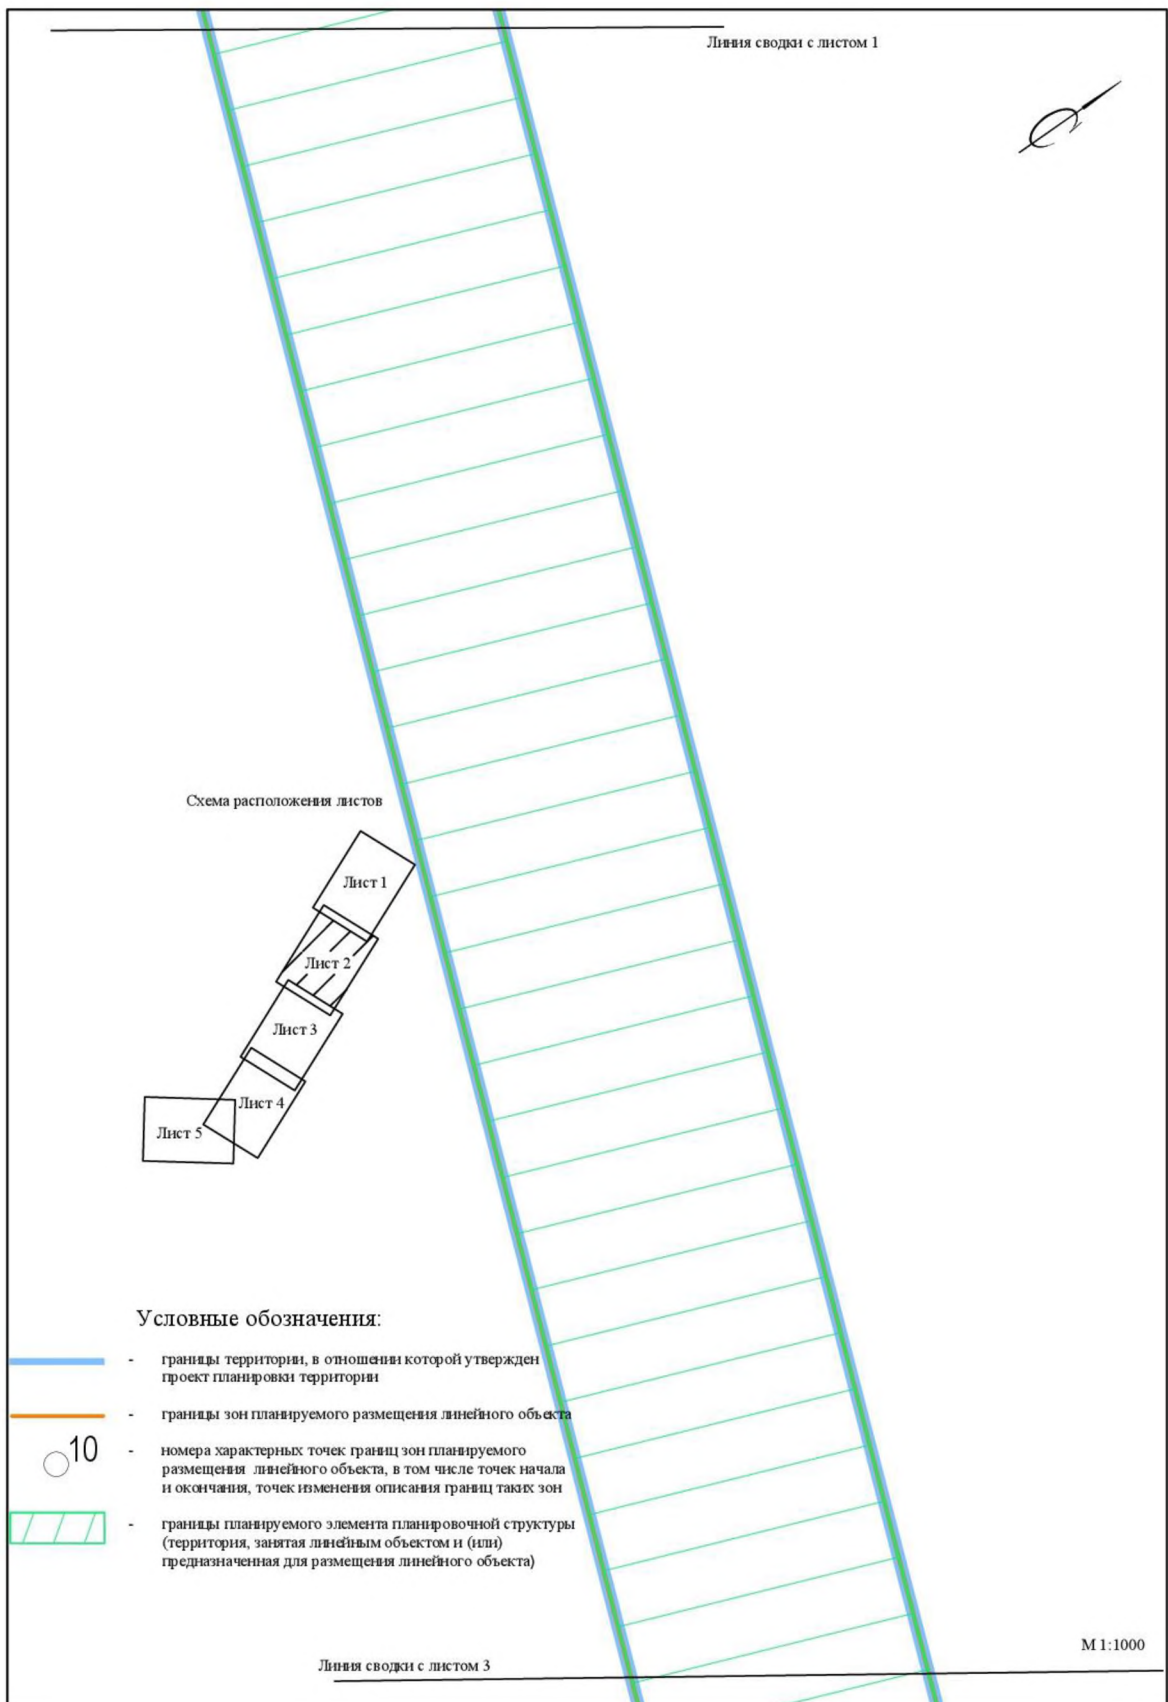 Линия сводки с листом 1
Схема расположения листов
Лист 1
Лист 2
Лист 3
Лист 4
Лист 5
Условные обозначения:
- границы территории, в отношении которой утвержден
проект планировки территории
- границы зон планируемого размещения линейного объекта
10 - номера характерных точек границ зон планируемого
размещения линейного объекта, в том числе точек начала
и окончания, точек изменения описания границ таких зон
- границы планируемого элемента планировочной структуры
(территория, занятая линейным объектом и (или)
предназначенная для размещения линейного объекта)
М 1:1000
Линия сводки с листом 3